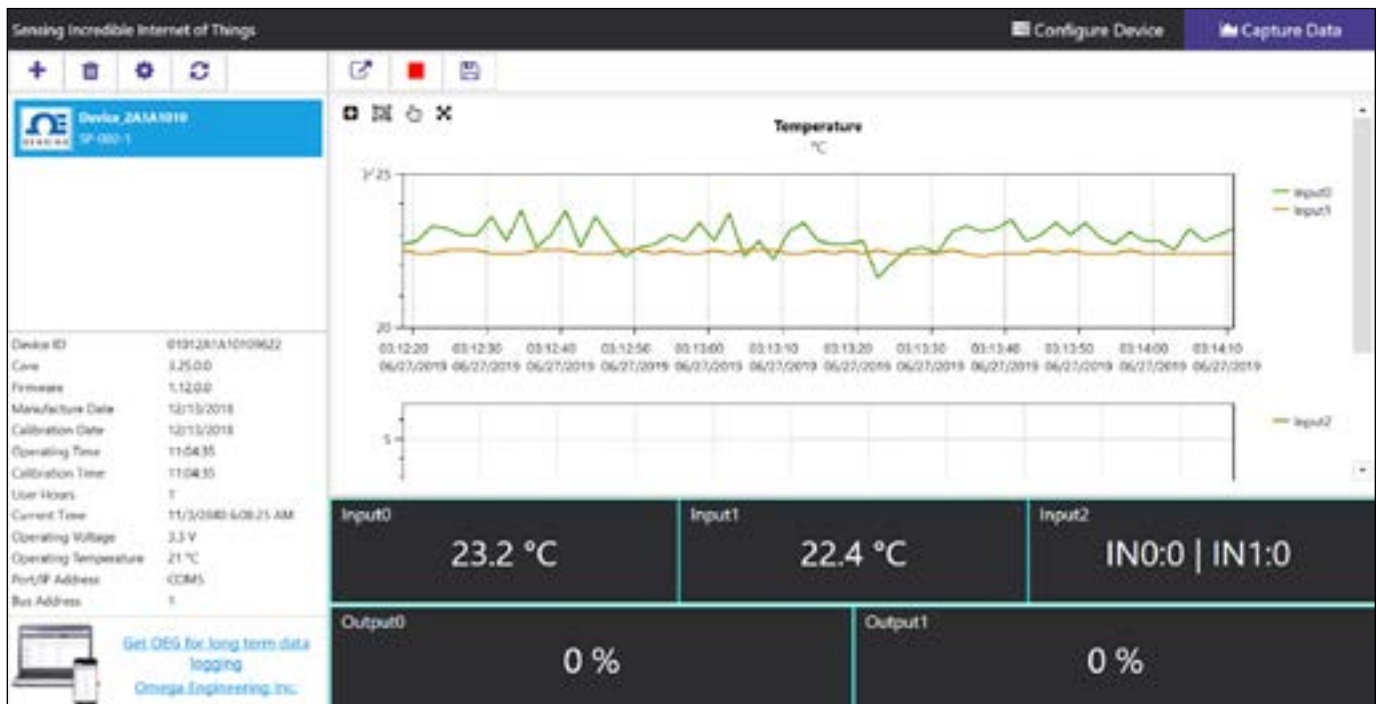 Sensing Incredible Internet of Things
Configure Device
Capture Data
Device_2A1A1010
SP-002-1
Temperature
°C
25
20
Input0
Input1
03:12:20 03:12:30 03:12:40 03:12:50 03:13:00 03:13:10 03:13:20 03:13:30 03:13:40 03:13:50 03:14:00 03:14:10
06/27/2019 06/27/2019 06/27/2019 06/27/2019 06/27/2019 06/27/2019 06/27/2019 06/27/2019 06/27/2019 06/27/2019 06/27/2019 06/27/2019
5
Input2
Device ID
Core 3.25.0.0
Firmware 1.12.0.0
Manufacture Date 12/13/2018
Calibration Date 12/13/2018
Operating Time 11:04:35
Calibration Time 11:04:35
User Hours
Current Time
Operating Voltage 3.3 V
Operating Temperature 21 °C
Port/IP Address COM5
Bus Address 1
Get OEG for long term data
logging
Omega Engineering Inc.
Input0
23.2 °C
Input1
22.4 °C
Input2
IN0:0 | IN1:0
Output0
0 %
Output1
0 %